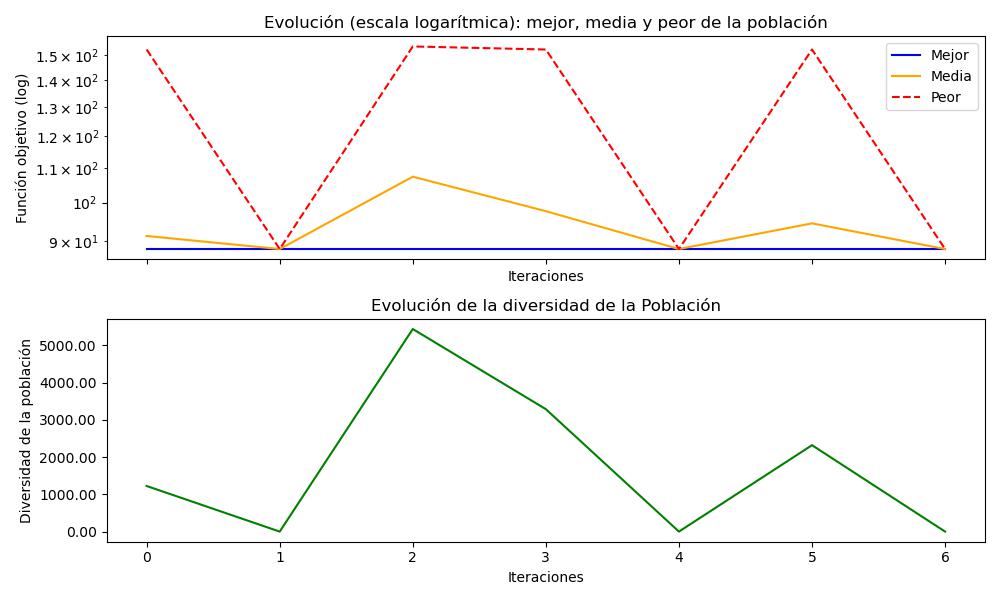 Evolución (escala logarítmica): mejor, media y peor de la población
Función objetivo (log)
1.5 × 10²
1.4 × 10²
1.3 × 10²
1.2 × 10²
1.1 × 10²
10²
9 × 10¹
Mejor
Media
Peor
Iteraciones
Evolución de la diversidad de la Población
Diversidad de la población
5000.00
4000.00
3000.00
2000.00
1000.00
0.00
0 1 2 3 4 5 6
Iteraciones